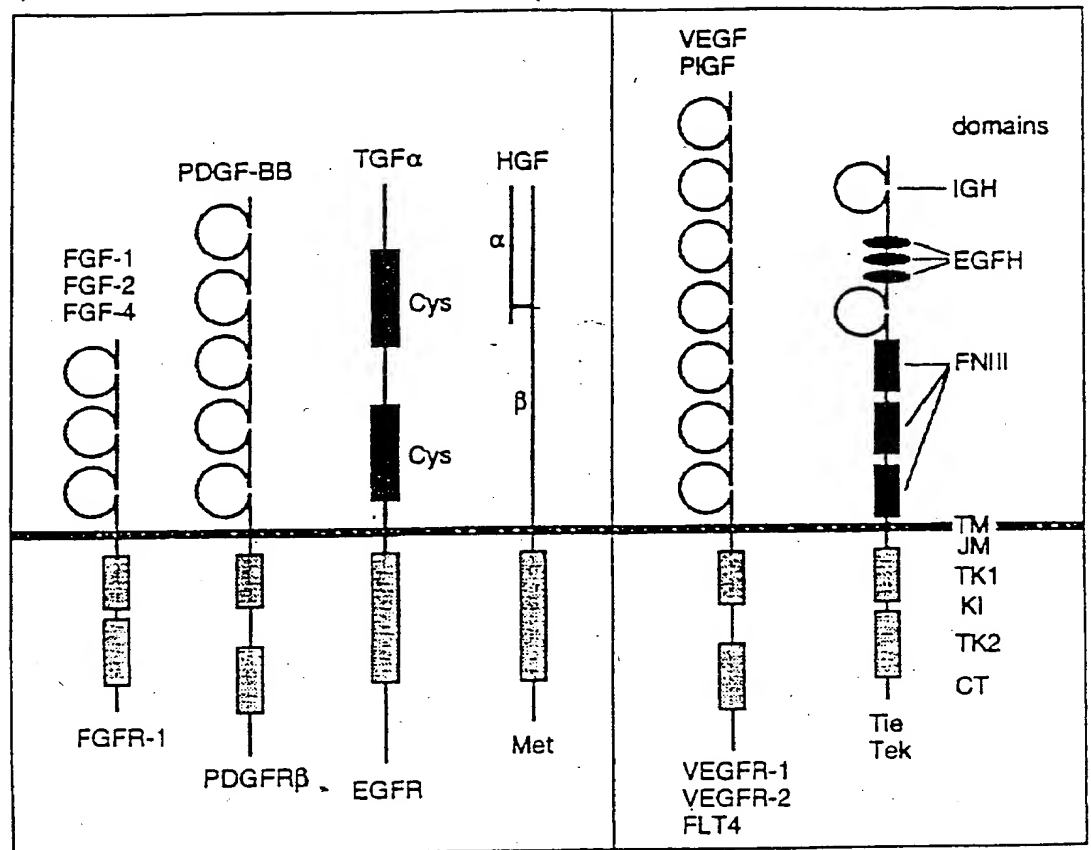 FGF-1
FGF-2
FGF-4
FGFR-1
PDGF-BB
PDGFRβ
TGFα
Cys
Cys
EGFR
HGF
α
β
Met
VEGF
PIGF
VEGFR-1
VEGFR-2
FLT4
domains
IGH
EGFH
FNIII
TM
JM
TK1
KI
TK2
CT
Tie
Tek